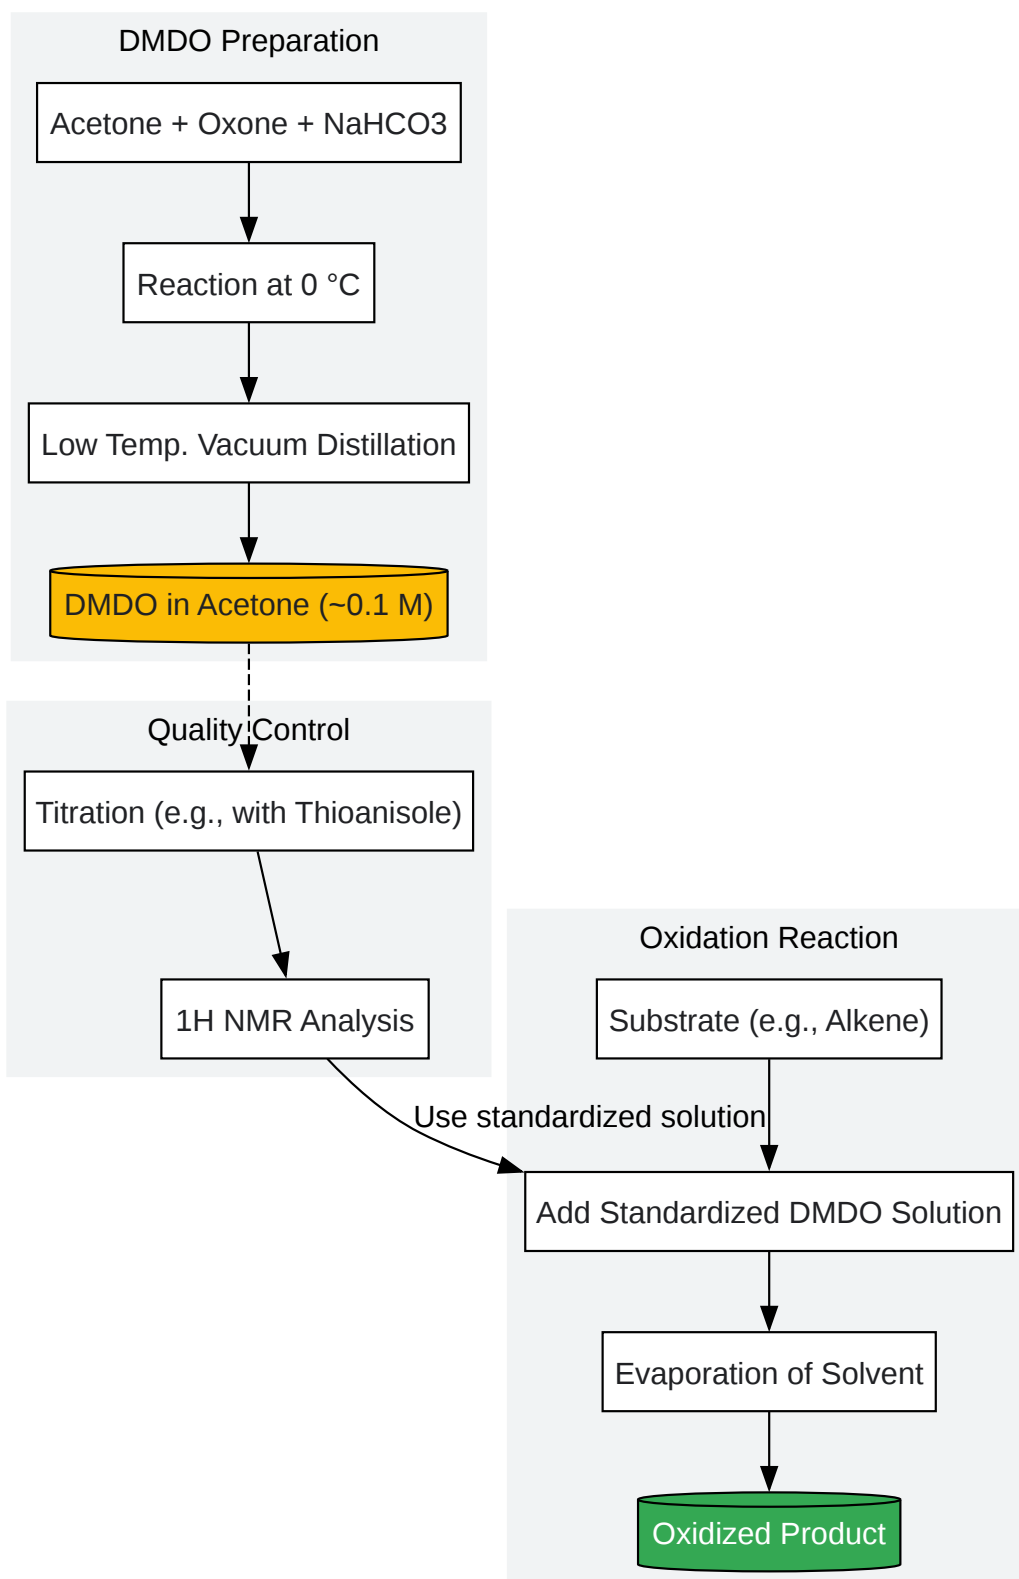 DMDO Preparation
Acetone + Oxone + NaHCO3
Reaction at 0 °C
Low Temp. Vacuum Distillation
DMDO in Acetone (~0.1 M)
Quality Control
Titration (e.g., with Thioanisole)
1H NMR Analysis
Oxidation Reaction
Substrate (e.g., Alkene)
Use standardized solution
Add Standardized DMDO Solution
Evaporation of Solvent
Oxidized Product